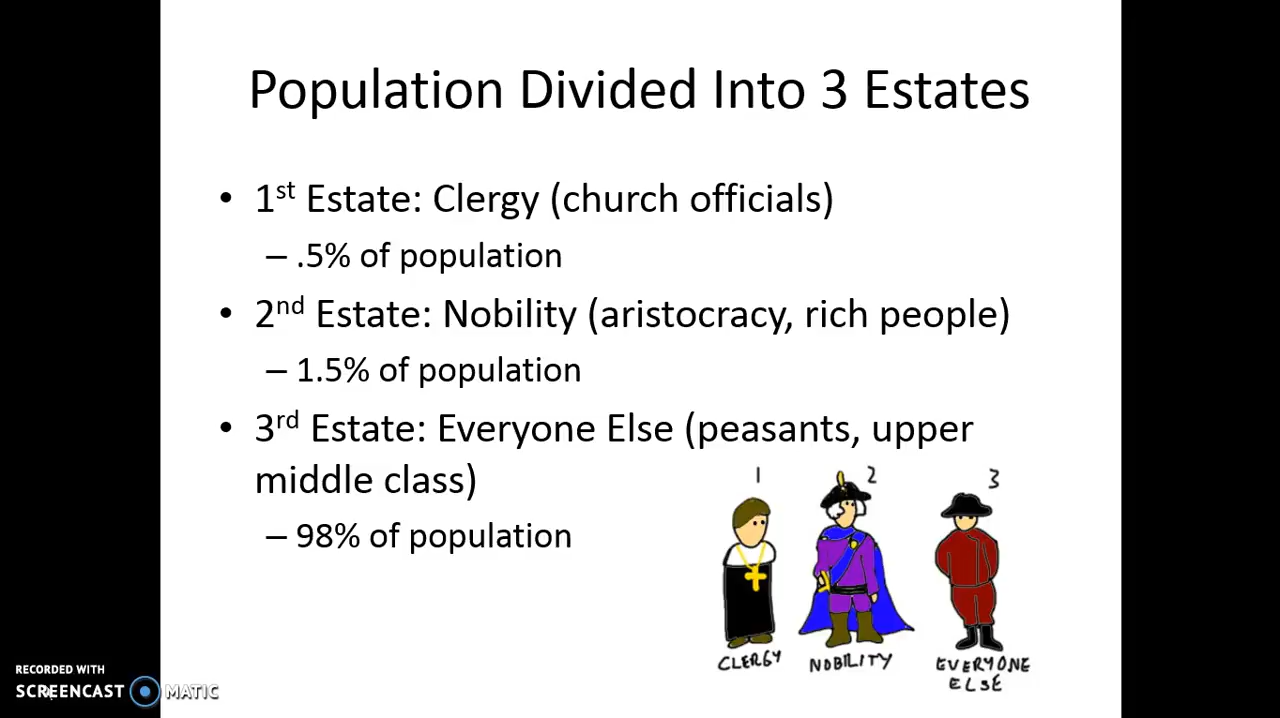 Population Divided Into 3 Estates
• 1st Estate: Clergy (church officials)
– .5% of population
• 2nd Estate: Nobility (aristocracy, rich people)
– 1.5% of population
• 3rd Estate: Everyone Else (peasants, upper
middle class)
– 98% of population
1 2 3
CLERGY NOBILITY EVERYONE
ELSE
RECORDED WITH
SCREENCAST MATIC